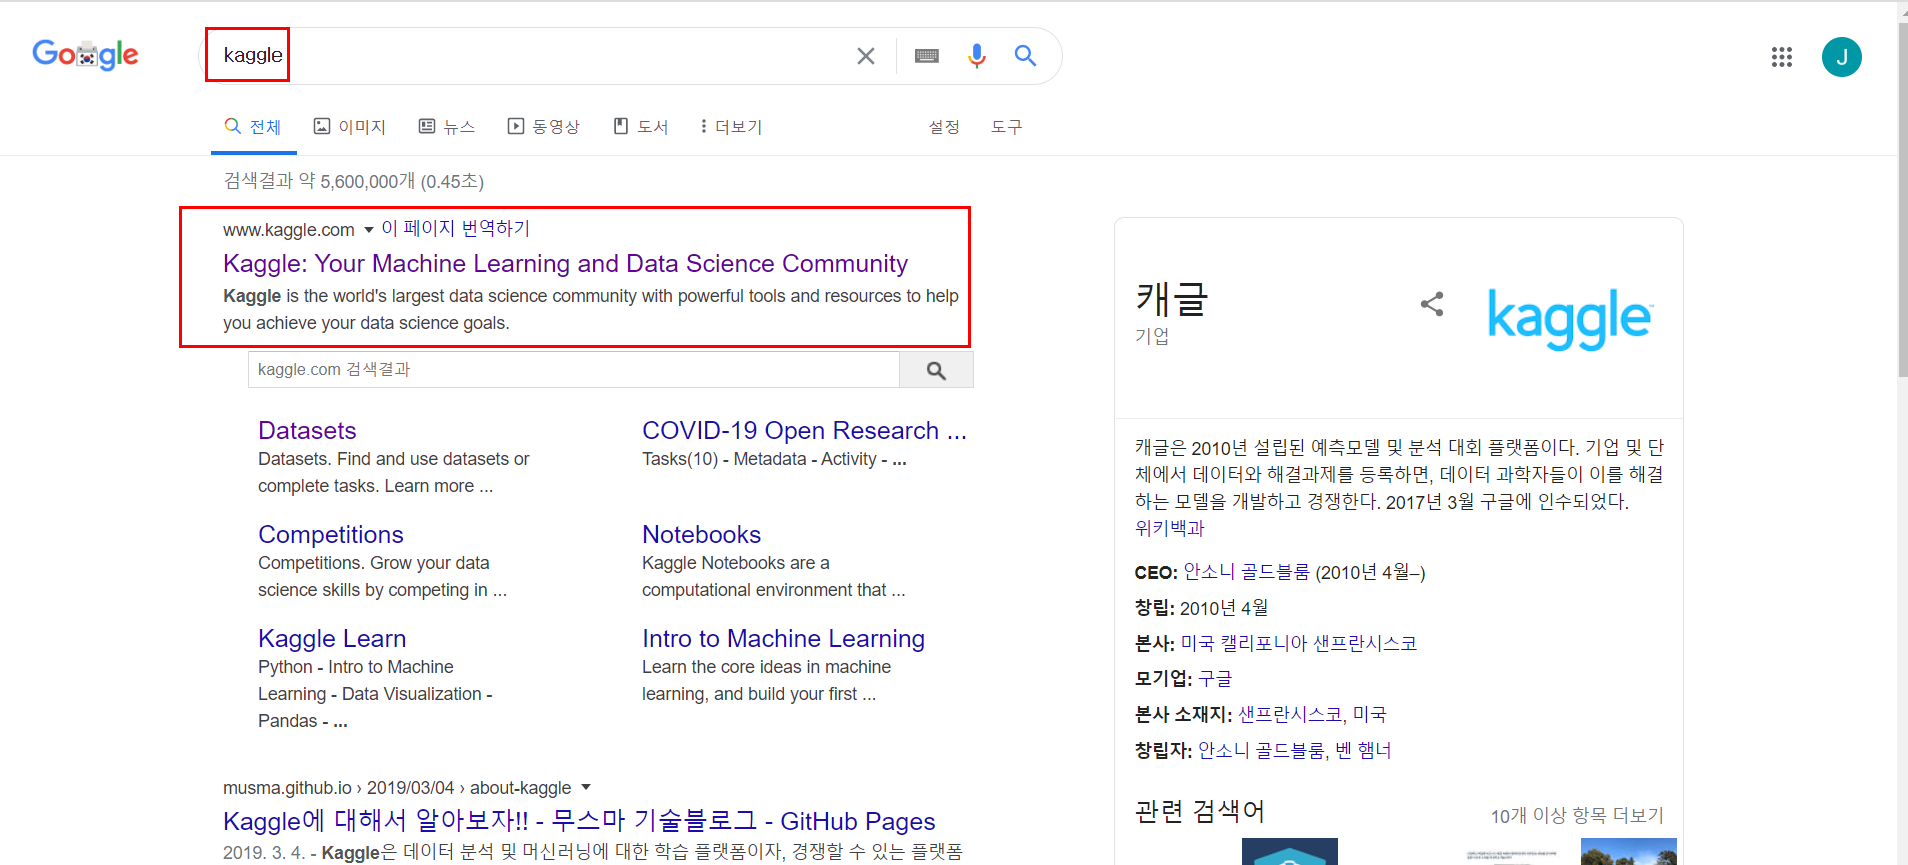 Google
kaggle
J
전체
이미지
뉴스
동영상
도서
더보기
설정
도구
검색결과 약 5,600,000개 (0.45초)
www.kaggle.com 이 페이지 번역하기
Kaggle: Your Machine Learning and Data Science Community
Kaggle is the world's largest data science community with powerful tools and resources to help
you achieve your data science goals.
kaggle.com 검색결과
Datasets
Datasets. Find and use datasets or
complete tasks. Learn more ...
COVID-19 Open Research ...
Tasks(10) - Metadata - Activity - ...
Competitions
Competitions. Grow your data
science skills by competing in ...
Notebooks
Kaggle Notebooks are a
computational environment that ...
Kaggle Learn
Python - Intro to Machine
Learning - Data Visualization -
Pandas - ...
Intro to Machine Learning
Learn the core ideas in machine
learning, and build your first ...
musma.github.io › 2019/03/04 › about-kaggle
Kaggle에 대해서 알아보자!! - 무스마 기술블로그 - GitHub Pages
2019. 3. 4. - Kaggle은 데이터 분석 및 머신러닝에 대한 학습 플랫폼이자, 경쟁할 수 있는 플랫폼
캐글
기업
kaggle
캐글은 2010년 설립된 예측모델 및 분석 대회 플랫폼이다. 기업 및 단
체에서 데이터와 해결과제를 등록하면, 데이터 과학자들이 이를 해결
하는 모델을 개발하고 경쟁한다. 2017년 3월 구글에 인수되었다.
위키백과
CEO: 안소니 골드블룸 (2010년 4월–)
창립: 2010년 4월
본사: 미국 캘리포니아 샌프란시스코
모기업: 구글
본사 소재지: 샌프란시스코, 미국
창립자: 안소니 골드블룸, 벤 햄너
관련 검색어
10개 이상 항목 더보기